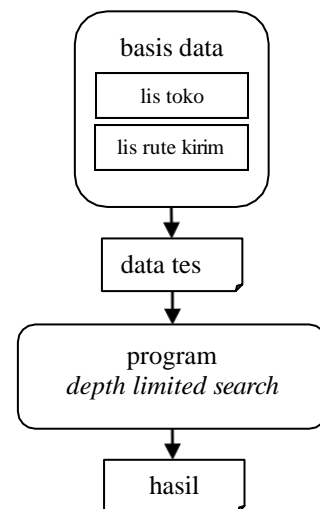 basis data
lis toko
lis rute kirim
data tes
program
depth limited search
hasil